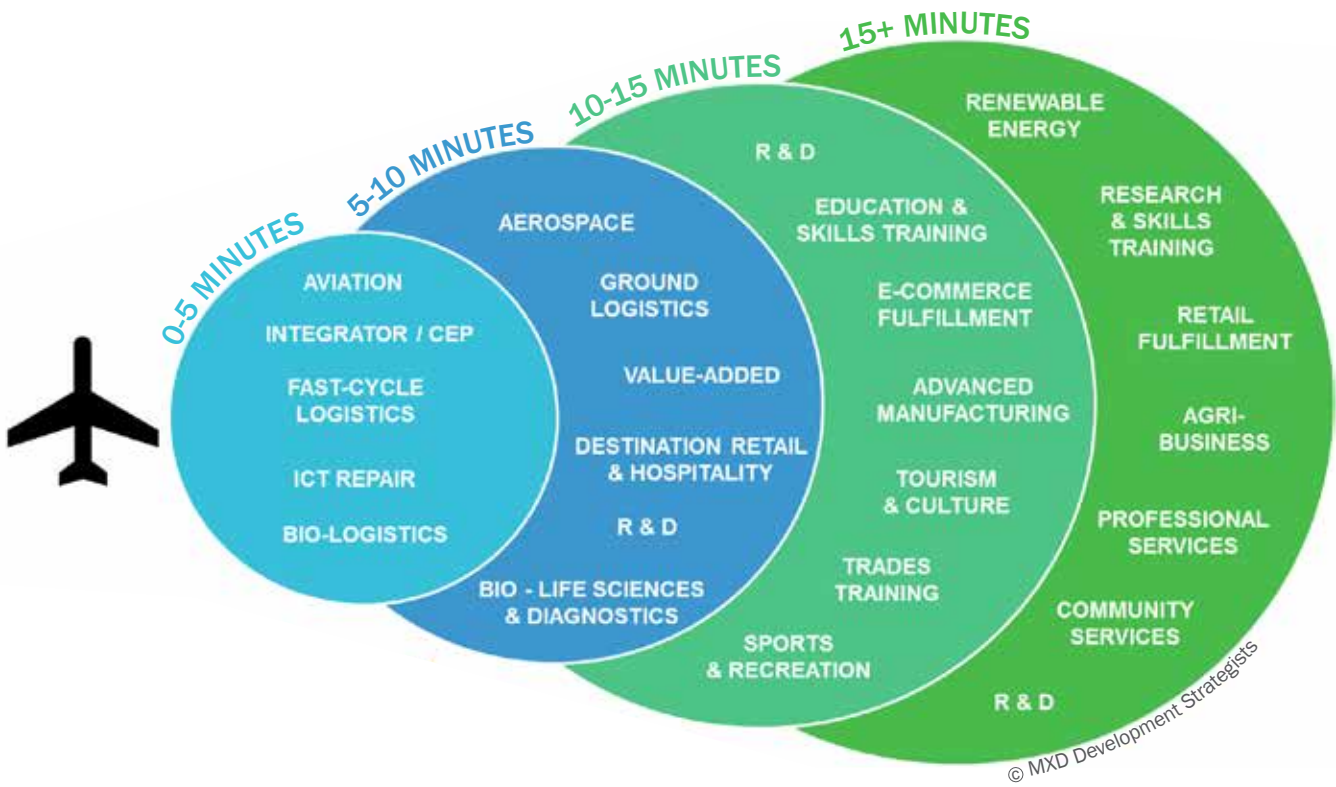 0-5 MINUTES
AVIATION
INTEGRATOR / CEP
FAST-CYCLE
LOGISTICS
ICT REPAIR
BIO-LOGISTICS
5-10 MINUTES
AEROSPACE
GROUND
LOGISTICS
VALUE-ADDED
DESTINATION RETAIL
& HOSPITALITY
R & D
BIO - LIFE SCIENCES
& DIAGNOSTICS
10-15 MINUTES
R & D
EDUCATION &
SKILLS TRAINING
E-COMMERCE
FULFILLMENT
ADVANCED
MANUFACTURING
TOURISM
& CULTURE
TRADES
TRAINING
SPORTS
& RECREATION
15+ MINUTES
RENEWABLE
ENERGY
RESEARCH
& SKILLS
TRAINING
RETAIL
FULFILLMENT
AGRI-
BUSINESS
PROFESSIONAL
SERVICES
COMMUNITY
SERVICES
R & D
© MXD Development Strategists